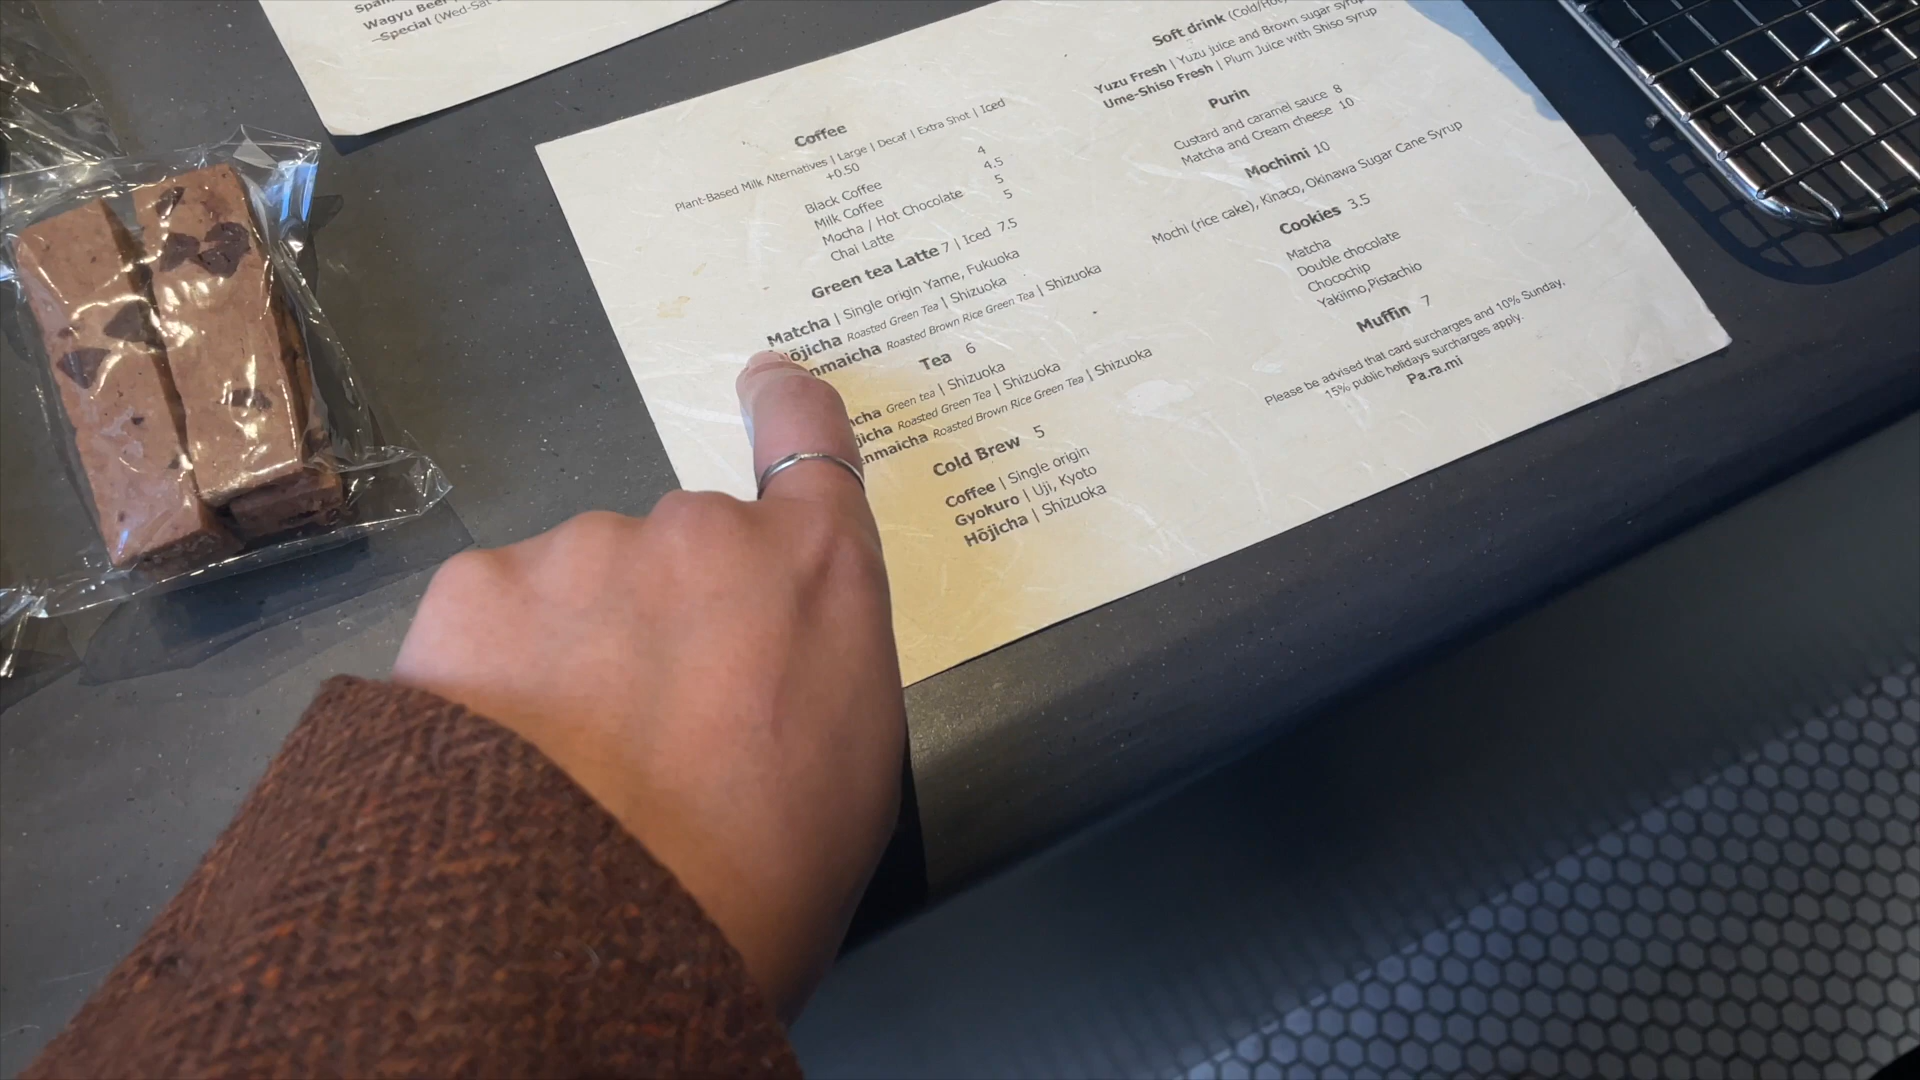 Wagyu Beef
Special (Wed-Sat
Coffee
Plant-Based Milk Alternatives | Large | Decaf | Extra Shot | Iced
+0.50
Black Coffee 4
Milk Coffee 4.5
Mocha / Hot Chocolate 5
Chai Latte 5
Green tea Latte 7 | Iced 7.5
Matcha | Single origin Yame, Fukuoka
Hōjicha Roasted Green Tea | Shizuoka
nmaicha Roasted Brown Rice Green Tea | Shizuoka
Tea 6
ncha Green tea | Shizuoka
jicha Roasted Green Tea | Shizuoka
enmaicha Roasted Brown Rice Green Tea | Shizuoka
Cold Brew 5
Coffee | Single origin
Gyokuro | Uji, Kyoto
Hōjicha | Shizuoka
Soft drink (Cold/Hot)
Yuzu Fresh | Yuzu juice and Brown sugar syrup
Ume-Shiso Fresh | Plum Juice with Shiso syrup
Purin
Custard and caramel sauce 8
Matcha and Cream cheese 10
Mochimi 10
Mochi (rice cake), Kinaco, Okinawa Sugar Cane Syrup
Cookies 3.5
Matcha
Double chocolate
Chocochip
Yakiimo,Pistachio
Muffin 7
Please be advised that card surcharges and 10% Sunday,
15% public holidays surcharges apply.
Pa.ra.mi